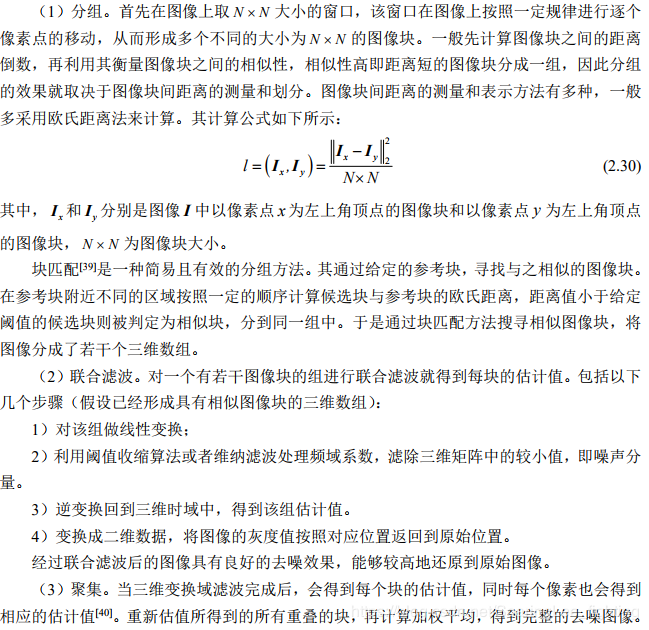 （1）分组。首先在图像上取 N×N 大小的窗口，该窗口在图像上按照一定规律进行逐个
像素点的移动，从而形成多个不同的大小为 N×N 的图像块。一般先计算图像块之间的距离
倒数，再利用其衡量图像块之间的相似性，相似性高即距离短的图像块分成一组，因此分组
的效果就取决于图像块间距离的测量和划分。图像块间距离的测量和表示方法有多种，一般
多采用欧氏距离法来计算。其计算公式如下所示：
l = (I_x, I_y) = ‖I_x − I_y‖₂² / N×N (2.30)
其中， I_x 和 I_y 分别是图像 I 中以像素点 x 为左上角顶点的图像块和以像素点 y 为左上角顶点
的图像块， N×N 为图像块大小。
块匹配[39]是一种简易且有效的分组方法。其通过给定的参考块，寻找与之相似的图像块。
在参考块附近不同的区域按照一定的顺序计算候选块与参考块的欧氏距离，距离值小于给定
阈值的候选块则被判定为相似块，分到同一组中。于是通过块匹配方法搜寻相似图像块，将
图像分成了若干个三维数组。
（2）联合滤波。对一个有若干图像块的组进行联合滤波就得到每块的估计值。包括以下
几个步骤（假设已经形成具有相似图像块的三维数组）：
1）对该组做线性变换；
2）利用阈值收缩算法或者维纳滤波处理频域系数，滤除三维矩阵中的较小值，即噪声分
量。
3）逆变换回到三维时域中，得到该组估计值。
4）变换成二维数据，将图像的灰度值按照对应位置返回到原始位置。
经过联合滤波后的图像具有良好的去噪效果，能够较高地还原到原始图像。
（3）聚集。当三维变换域滤波完成后，会得到每个块的估计值，同时每个像素也会得到
相应的估计值[40]。重新估值所得到的所有重叠的块，再计算加权平均，得到完整的去噪图像。